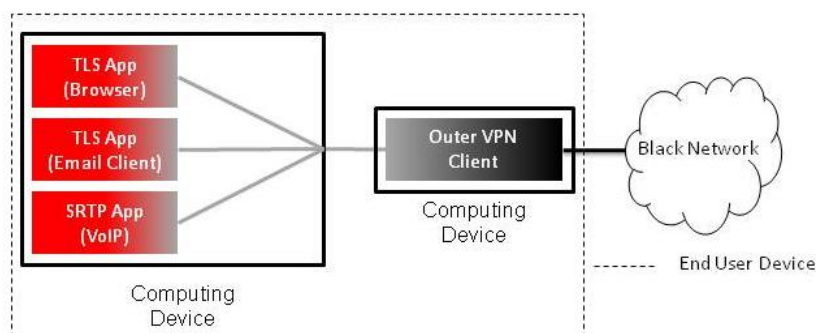 TLS App
(Browser)
TLS App
(Email Client)
SRTP App
(VoIP)
Computing
Device
Outer VPN
Client
Computing
Device
Black Network
------- End User Device